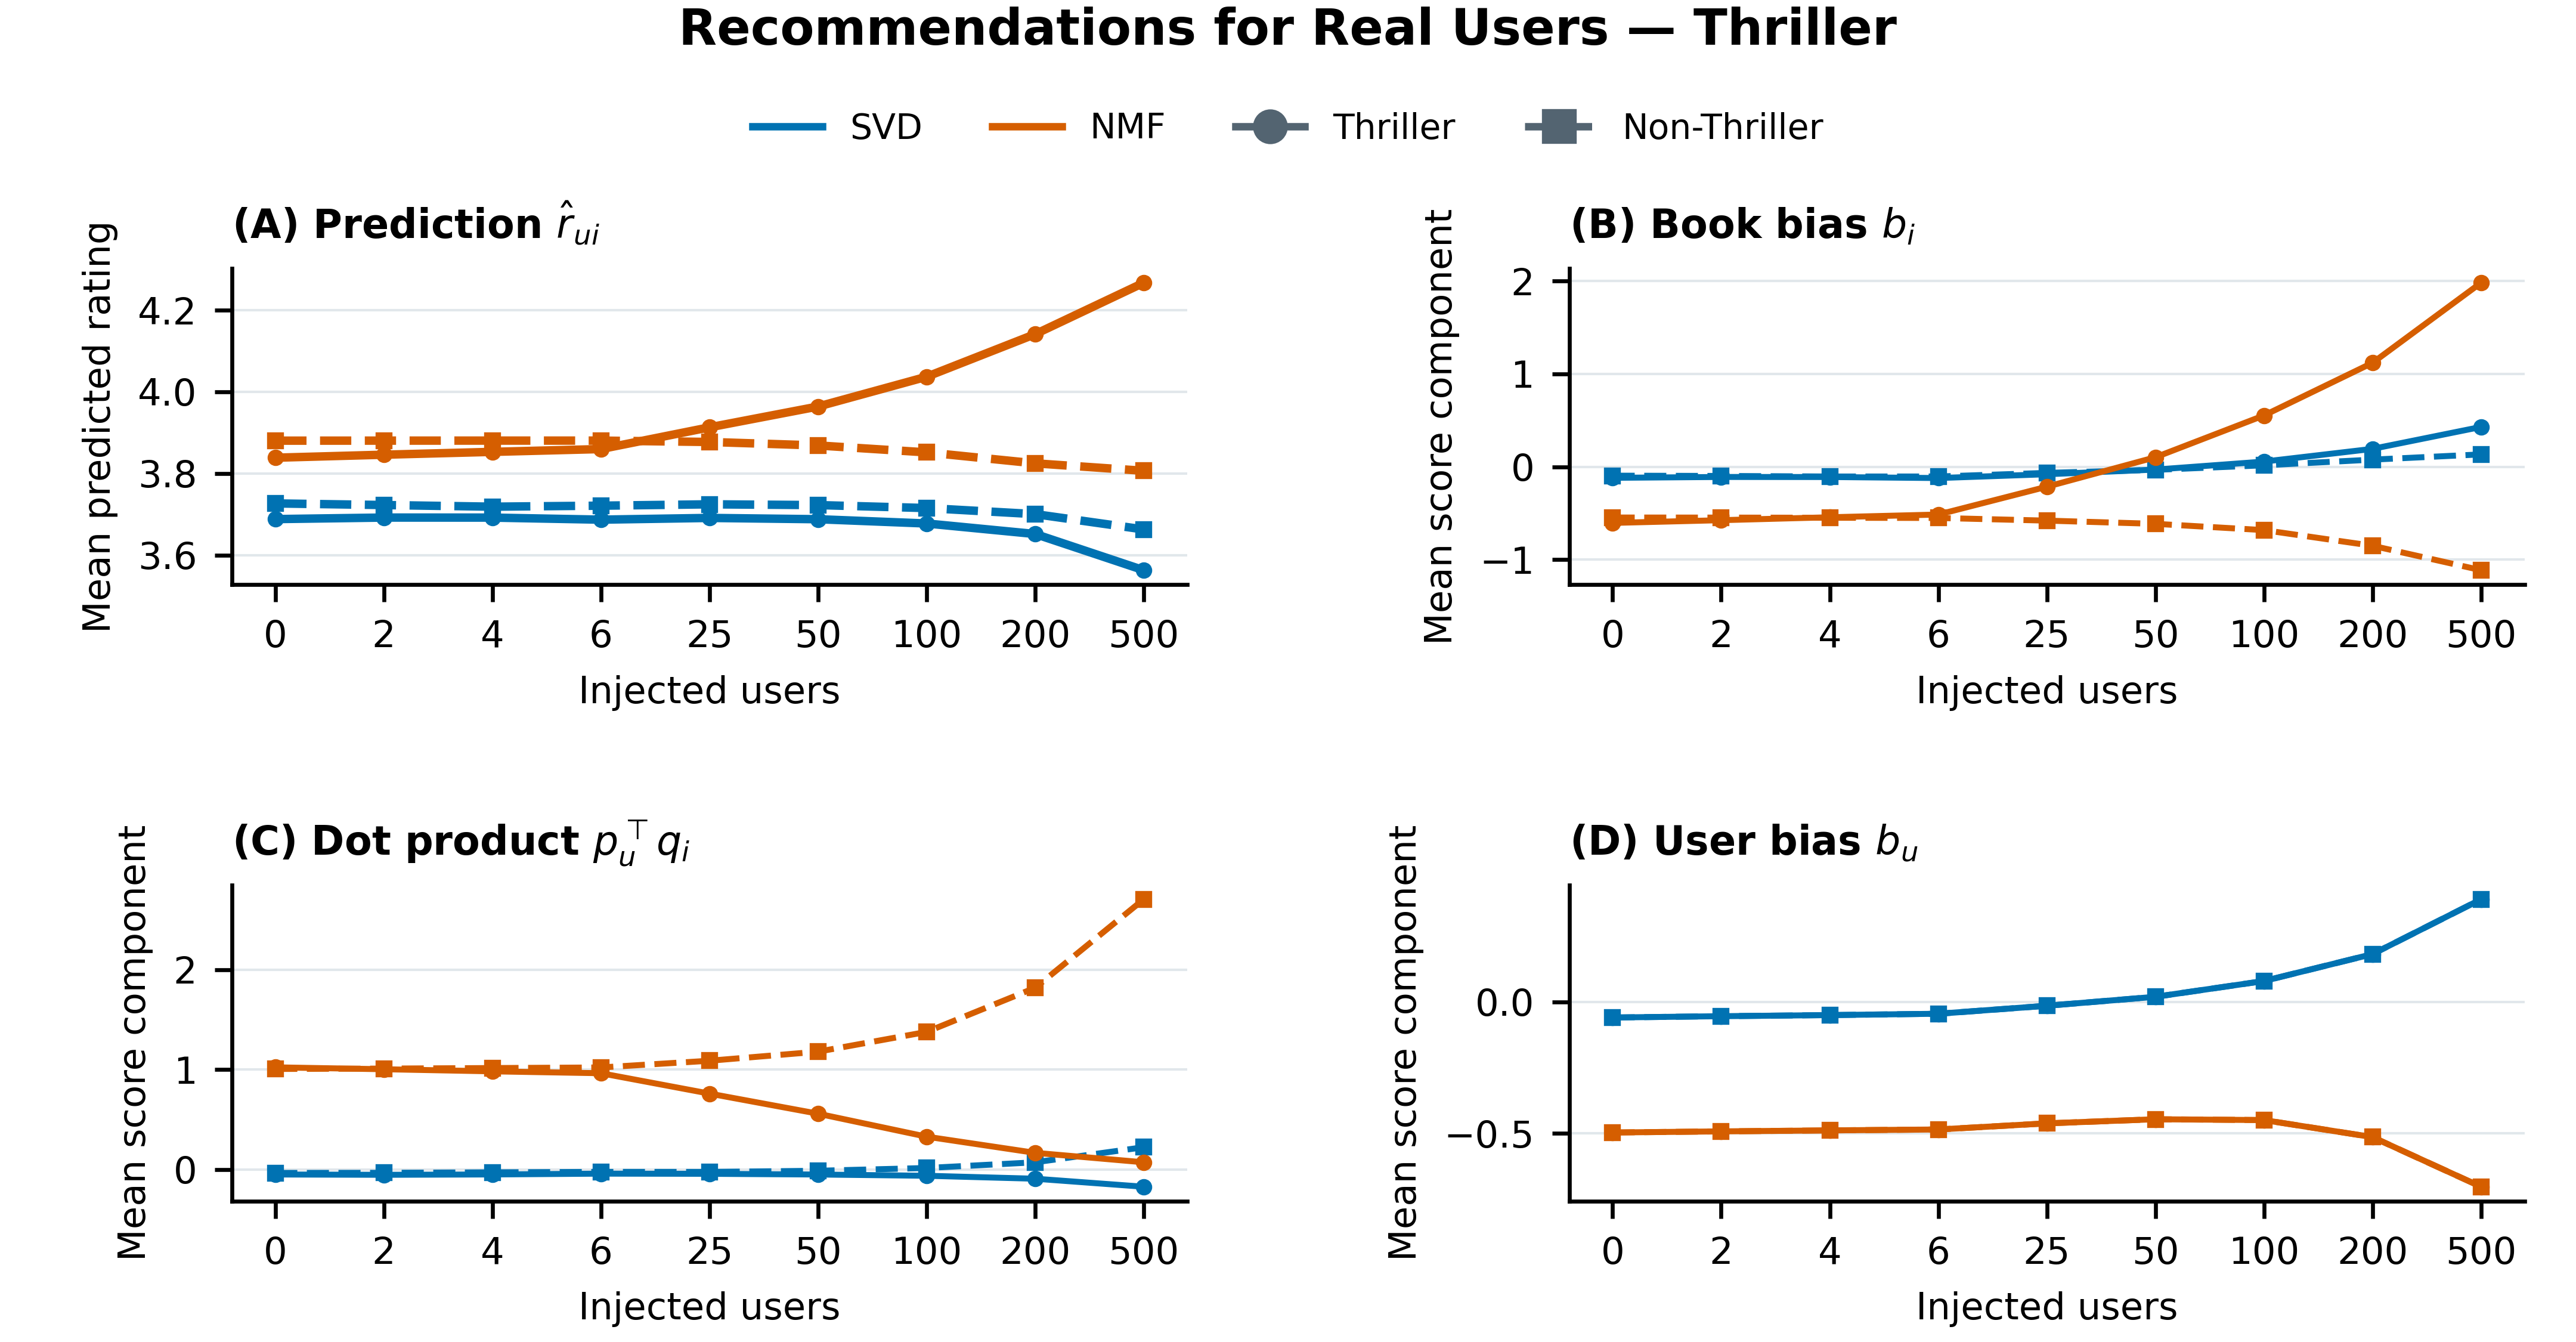 Recommendations for Real Users — Thriller
SVD NMF Thriller Non-Thriller
(A) Prediction r̂ui
Mean predicted rating
4.2
4.0
3.8
3.6
0 2 4 6 25 50 100 200 500
Injected users
(B) Book bias bi
Mean score component
2
1
0
−1
0 2 4 6 25 50 100 200 500
Injected users
(C) Dot product pu⊤qi
Mean score component
2
1
0
0 2 4 6 25 50 100 200 500
Injected users
(D) User bias bu
Mean score component
0.0
−0.5
0 2 4 6 25 50 100 200 500
Injected users